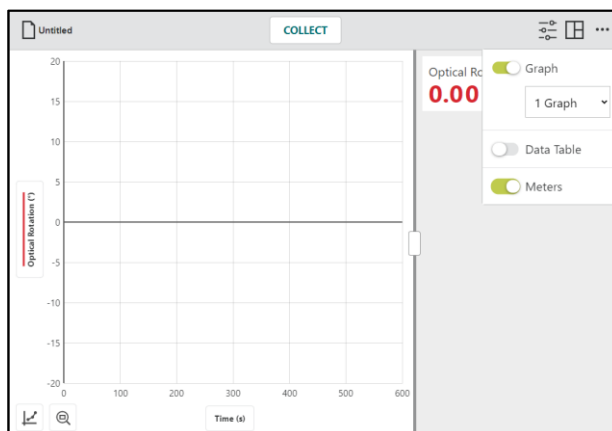 Untitled
COLLECT
20
15
10
5
0
-5
-10
-15
-20
Optical Rotation (°)
0
100
200
300
400
500
600
Time (s)
Optical Ro
0.00
Graph
1 Graph
Data Table
Meters